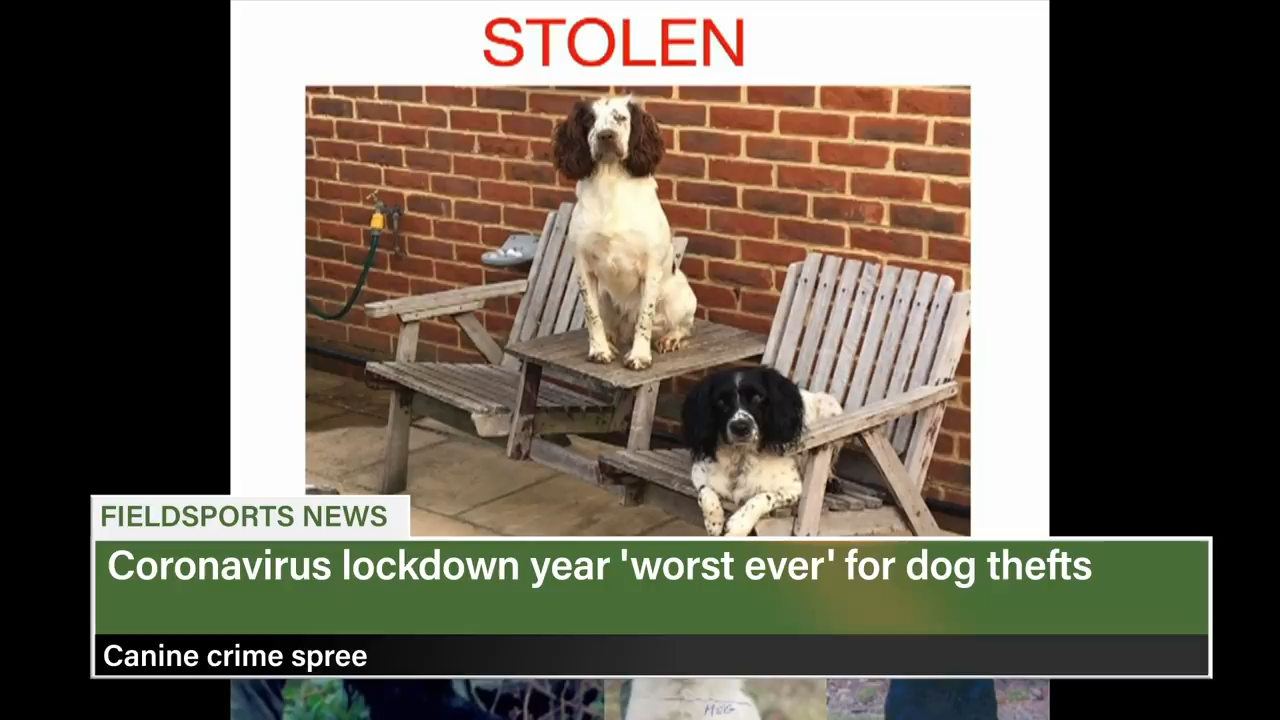 STOLEN
FIELDSPORTS NEWS
Coronavirus lockdown year 'worst ever' for dog thefts
Canine crime spree